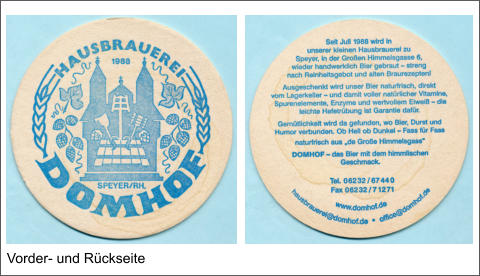 HAUSBRAUEREI
1988
SPEYER/RH.
DOMHOF
Seit Juli 1988 wird in
unserer kleinen Hausbrauerei zu
Speyer, in der Großen Himmelsgasse 6,
wieder handwerklich Bier gebraut – streng
nach Reinheitsgebot und alten Braurezepten!
Ausgeschenkt wird unser Bier naturfrisch, direkt
vom Lagerkeller – und damit voller natürlicher Vitamine,
Spurenelemente, Enzyme und wertvollem Eiweiß – die
leichte Hefetrübung ist Garantie dafür.
Gemütlichkeit wird da gefunden, wo Bier, Durst und
Humor verbunden. Ob Hell ob Dunkel – Fass für Fass
naturfrisch aus „de Große Himmelsgass“
DOMHOF – das Bier mit dem himmlischen
Geschmack.
Tel. 06232/67440
Fax 06232/71271
www.domhof.de
hausbrauerei@domhof.de • office@domhof.de
Vorder- und Rückseite